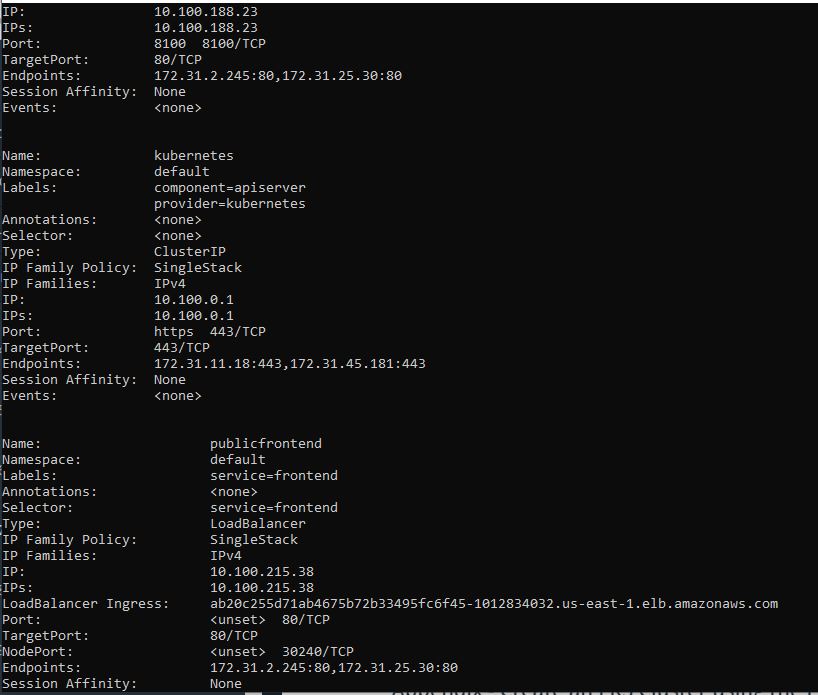 IP:                10.100.188.23
IPs:               10.100.188.23
Port:              8100  8100/TCP
TargetPort:        80/TCP
Endpoints:         172.31.2.245:80,172.31.25.30:80
Session Affinity:  None
Events:            <none>
Name:              kubernetes
Namespace:         default
Labels:            component=apiserver
                   provider=kubernetes
Annotations:       <none>
Selector:          <none>
Type:              ClusterIP
IP Family Policy:  SingleStack
IP Families:       IPv4
IP:                10.100.0.1
IPs:               10.100.0.1
Port:              https  443/TCP
TargetPort:        443/TCP
Endpoints:         172.31.11.18:443,172.31.45.181:443
Session Affinity:  None
Events:            <none>
Name:                     publicfrontend
Namespace:                default
Labels:                   service=frontend
Annotations:              <none>
Selector:                 service=frontend
Type:                     LoadBalancer
IP Family Policy:         SingleStack
IP Families:              IPv4
IP:                       10.100.215.38
IPs:                      10.100.215.38
LoadBalancer Ingress:     ab20c255d71ab4675b72b33495fc6f45-1012834032.us-east-1.elb.amazonaws.com
Port:                     <unset>  80/TCP
TargetPort:               80/TCP
NodePort:                 <unset>  30240/TCP
Endpoints:                172.31.2.245:80,172.31.25.30:80
Session Affinity:         None